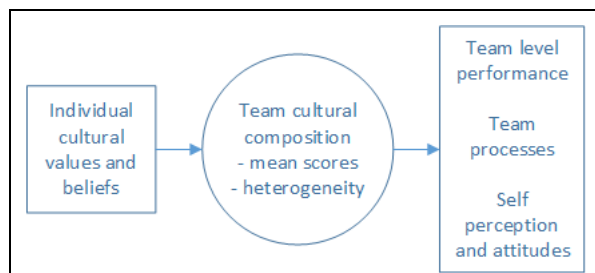 Individual
cultural
values and
beliefs
Team cultural
composition
- mean scores
- heterogeneity
Team level
performance
Team
processes
Self
perception
and attitudes